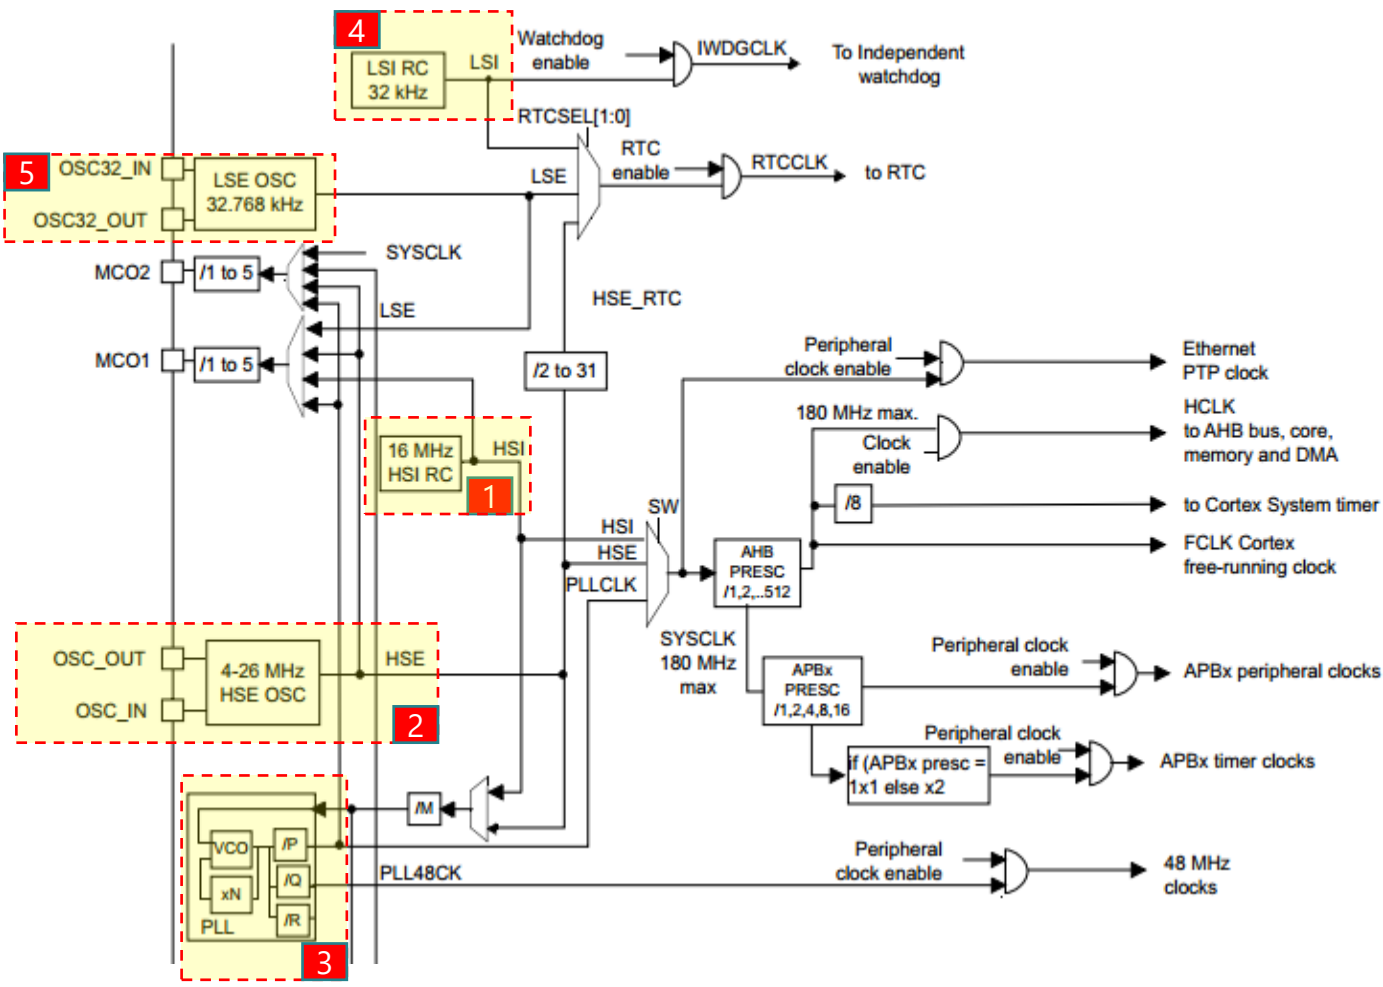 4
LSI RC
32 kHz
LSI
Watchdog
enable
IWDGCLK
To Independent
watchdog
RTCSEL[1:0]
5
OSC32_IN
OSC32_OUT
LSE OSC
32.768 kHz
LSE
RTC
enable
RTCCLK
to RTC
MCO2
/1 to 5
SYSCLK
LSE
HSE_RTC
MCO1
/1 to 5
/2 to 31
Peripheral
clock enable
Ethernet
PTP clock
180 MHz max.
Clock
enable
HCLK
to AHB bus, core,
memory and DMA
16 MHz
HSI RC
HSI
1
/8
to Cortex System timer
SW
HSI
HSE
PLLCLK
AHB
PRESC
/1,2,..512
FCLK Cortex
free-running clock
SYSCLK
180 MHz
max
OSC_OUT
OSC_IN
4-26 MHz
HSE OSC
HSE
2
APBx
PRESC
/1,2,4,8,16
Peripheral clock
enable
APBx peripheral clocks
if (APBx presc =
1x1 else x2
Peripheral clock
enable
APBx timer clocks
/M
VCO
xN
/P
/Q
/R
PLL
3
PLL48CK
Peripheral
clock enable
48 MHz
clocks